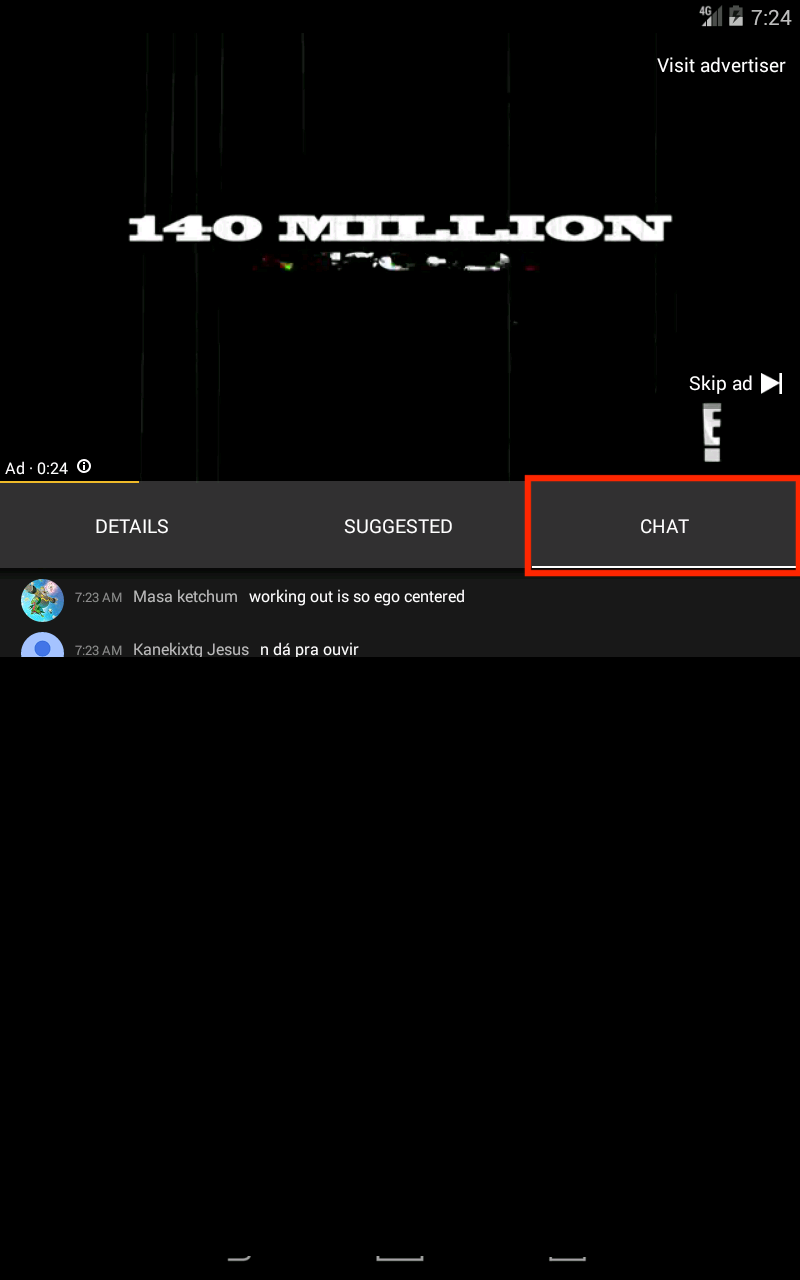 4G 7:24
Visit advertiser
140 MILLION
Skip ad
E!
Ad · 0:24
DETAILS SUGGESTED CHAT
7:23 AM Masa ketchum working out is so ego centered
7:23 AM Kanekixtg Jesus n dá pra ouvir